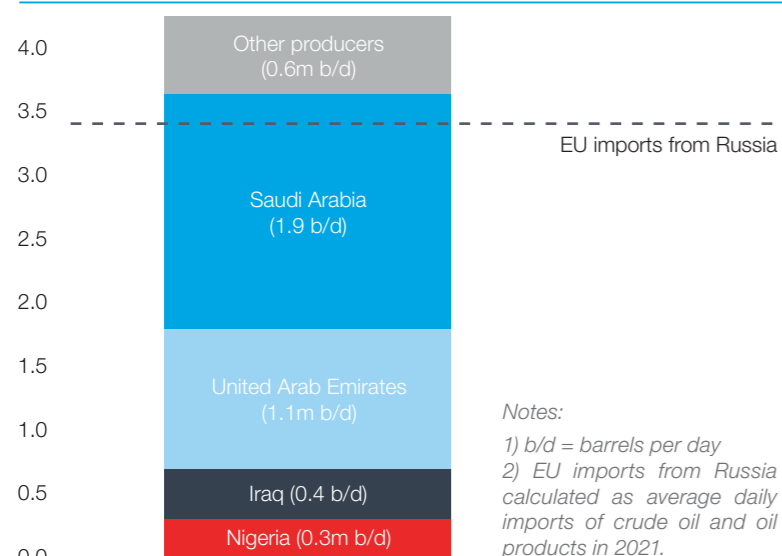 4.0
Other producers
(0.6m b/d)
3.5
EU imports from Russia
3.0
Saudi Arabia
(1.9 b/d)
2.5
2.0
1.5
United Arab Emirates
(1.1m b/d)
1.0
Notes:
1) b/d = barrels per day
2) EU imports from Russia
calculated as average daily
imports of crude oil and oil
products in 2021.
0.5
Iraq (0.4 b/d)
Nigeria (0.3m b/d)
0.0